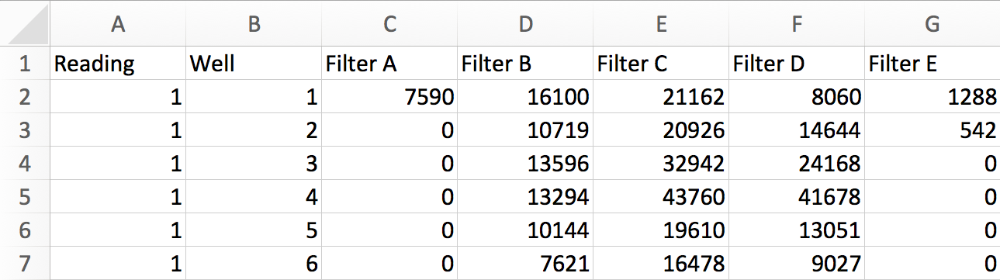 A B C D E F G
1 Reading Well Filter A Filter B Filter C Filter D Filter E
2 1 1 7590 16100 21162 8060 1288
3 1 2 0 10719 20926 14644 542
4 1 3 0 13596 32942 24168 0
5 1 4 0 13294 43760 41678 0
6 1 5 0 10144 19610 13051 0
7 1 6 0 7621 16478 9027 0